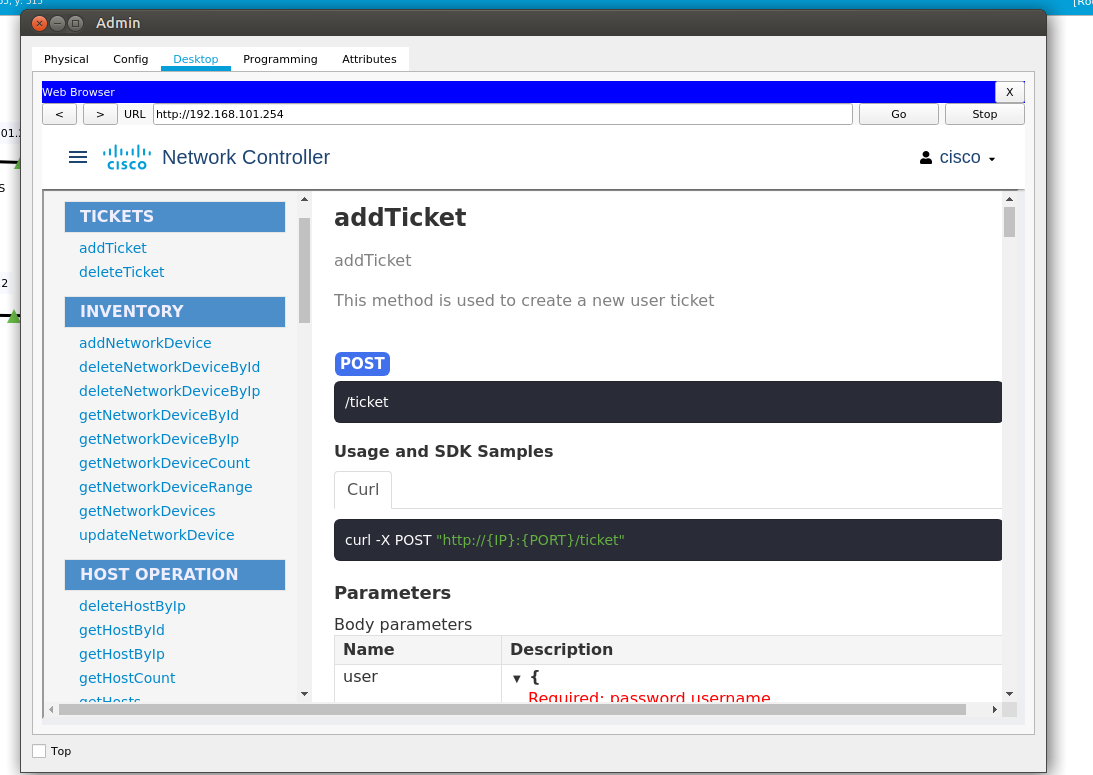 Admin
Physical Config Desktop Programming Attributes
Web Browser X
< > URL http://192.168.101.254 Go Stop
CISCO Network Controller cisco
TICKETS
addTicket
deleteTicket
INVENTORY
addNetworkDevice
deleteNetworkDeviceById
deleteNetworkDeviceByIp
getNetworkDeviceById
getNetworkDeviceByIp
getNetworkDeviceCount
getNetworkDeviceRange
getNetworkDevices
updateNetworkDevice
HOST OPERATION
deleteHostByIp
getHostById
getHostByIp
getHostCount
getHosts
addTicket
addTicket
This method is used to create a new user ticket
POST
/ticket
Usage and SDK Samples
Curl
curl -X POST "http://{IP}:{PORT}/ticket"
Parameters
Body parameters
Name Description
user {
Required: password username
Top